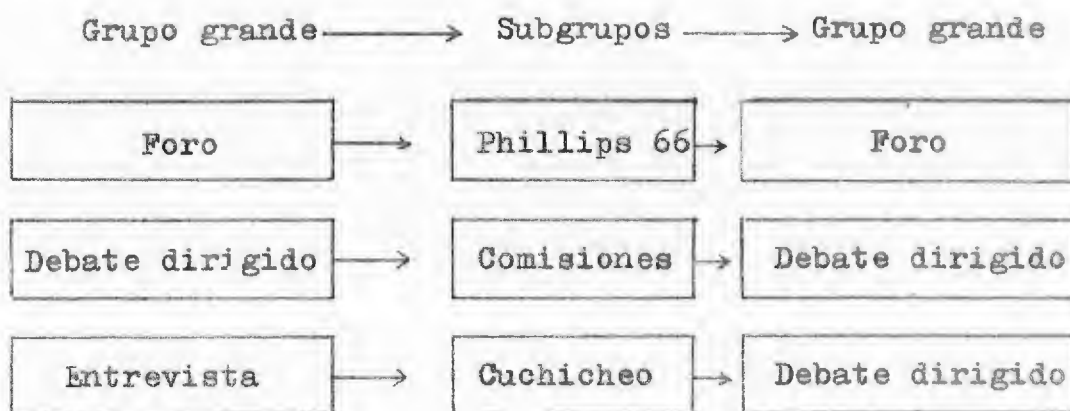 Grupo grande → Subgrupos → Grupo grande
Foro → Phillips 66 → Foro
Debate dirigido → Comisiones → Debate dirigido
Entrevista → Cuchicheo → Debate dirigido